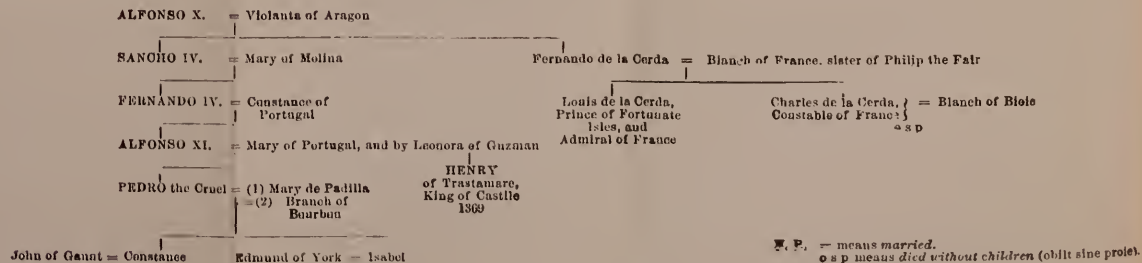 ALFONSO X. = Violanta of Aragon
SANCHO IV. = Mary of Molina
Fernando de la Cerda = Blanch of France. sister of Philip the Fair
FERNANDO IV. = Constance of
Portugal
Louis de la Cerda,
Prince of Fortunate
Isles, and
Admiral of France
Charles de la Cerda, } = Blanch of Blois
Constable of France }
o s p
ALFONSO XI. = Mary of Portugal, and by Leonora of Guzman
HENRY
of Trastamare,
King of Castile
1369
PEDRO the Cruel = (1) Mary de Padilla
=(2) Branch of
Bourbon
John of Gaunt = Constance
Edmund of York = Isabel
N. P. = means married.
o s p means died without children (obiit sine prole).